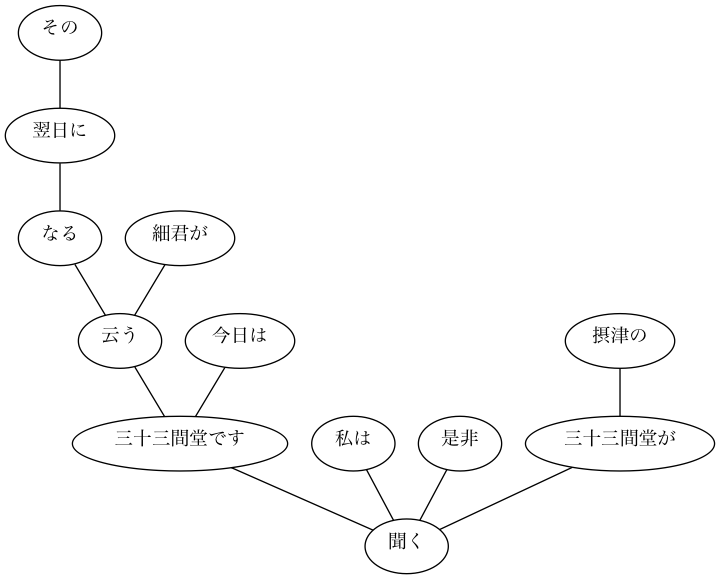 その
翌日に
なる
細君が
云う
今日は
摂津の
三十三間堂です
私は
是非
三十三間堂が
聞く